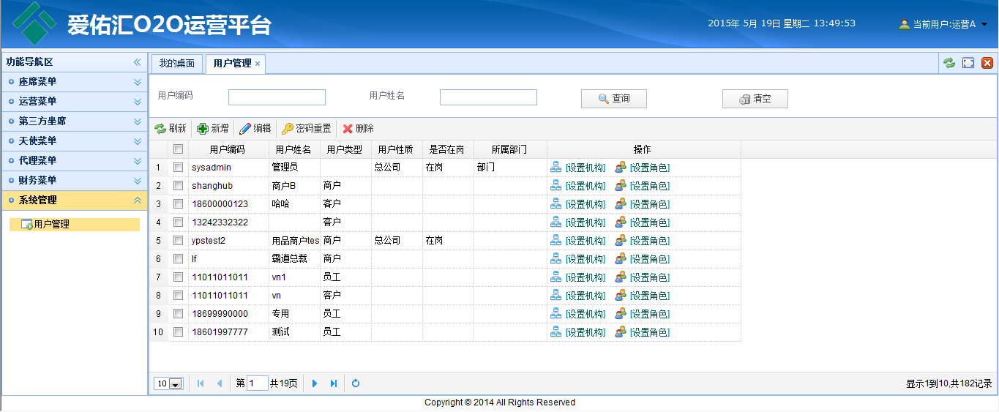 爱佑汇O2O运营平台
2015年 5月 19日 星期二 13:49:53
当前用户:运营A
功能导航区
座席菜单
运营菜单
第三方坐席
天使菜单
代理菜单
财务菜单
系统管理
用户管理
我的桌面 用户管理
用户编码 用户姓名 查询 清空
刷新 新增 编辑 密码重置 删除
用户编码 用户姓名 用户类型 用户性质 是否在岗 所属部门 操作
1 sysadmin 管理员 总公司 在岗 部门 [设置机构] [设置角色]
2 shanghub 商户B 商户 [设置机构] [设置角色]
3 18600000123 哈哈 客户 [设置机构] [设置角色]
4 13242332322 客户 [设置机构] [设置角色]
5 ypstest2 用品商户tes 商户 总公司 在岗 [设置机构] [设置角色]
6 lf 霸道总裁 商户 [设置机构] [设置角色]
7 11011011011 vn1 员工 [设置机构] [设置角色]
8 11011011011 vn 客户 [设置机构] [设置角色]
9 18699990000 专用 员工 [设置机构] [设置角色]
10 18601997777 测试 员工 [设置机构] [设置角色]
10 第 1 共19页 显示1到10,共182记录
Copyright © 2014 All Rights Reserved